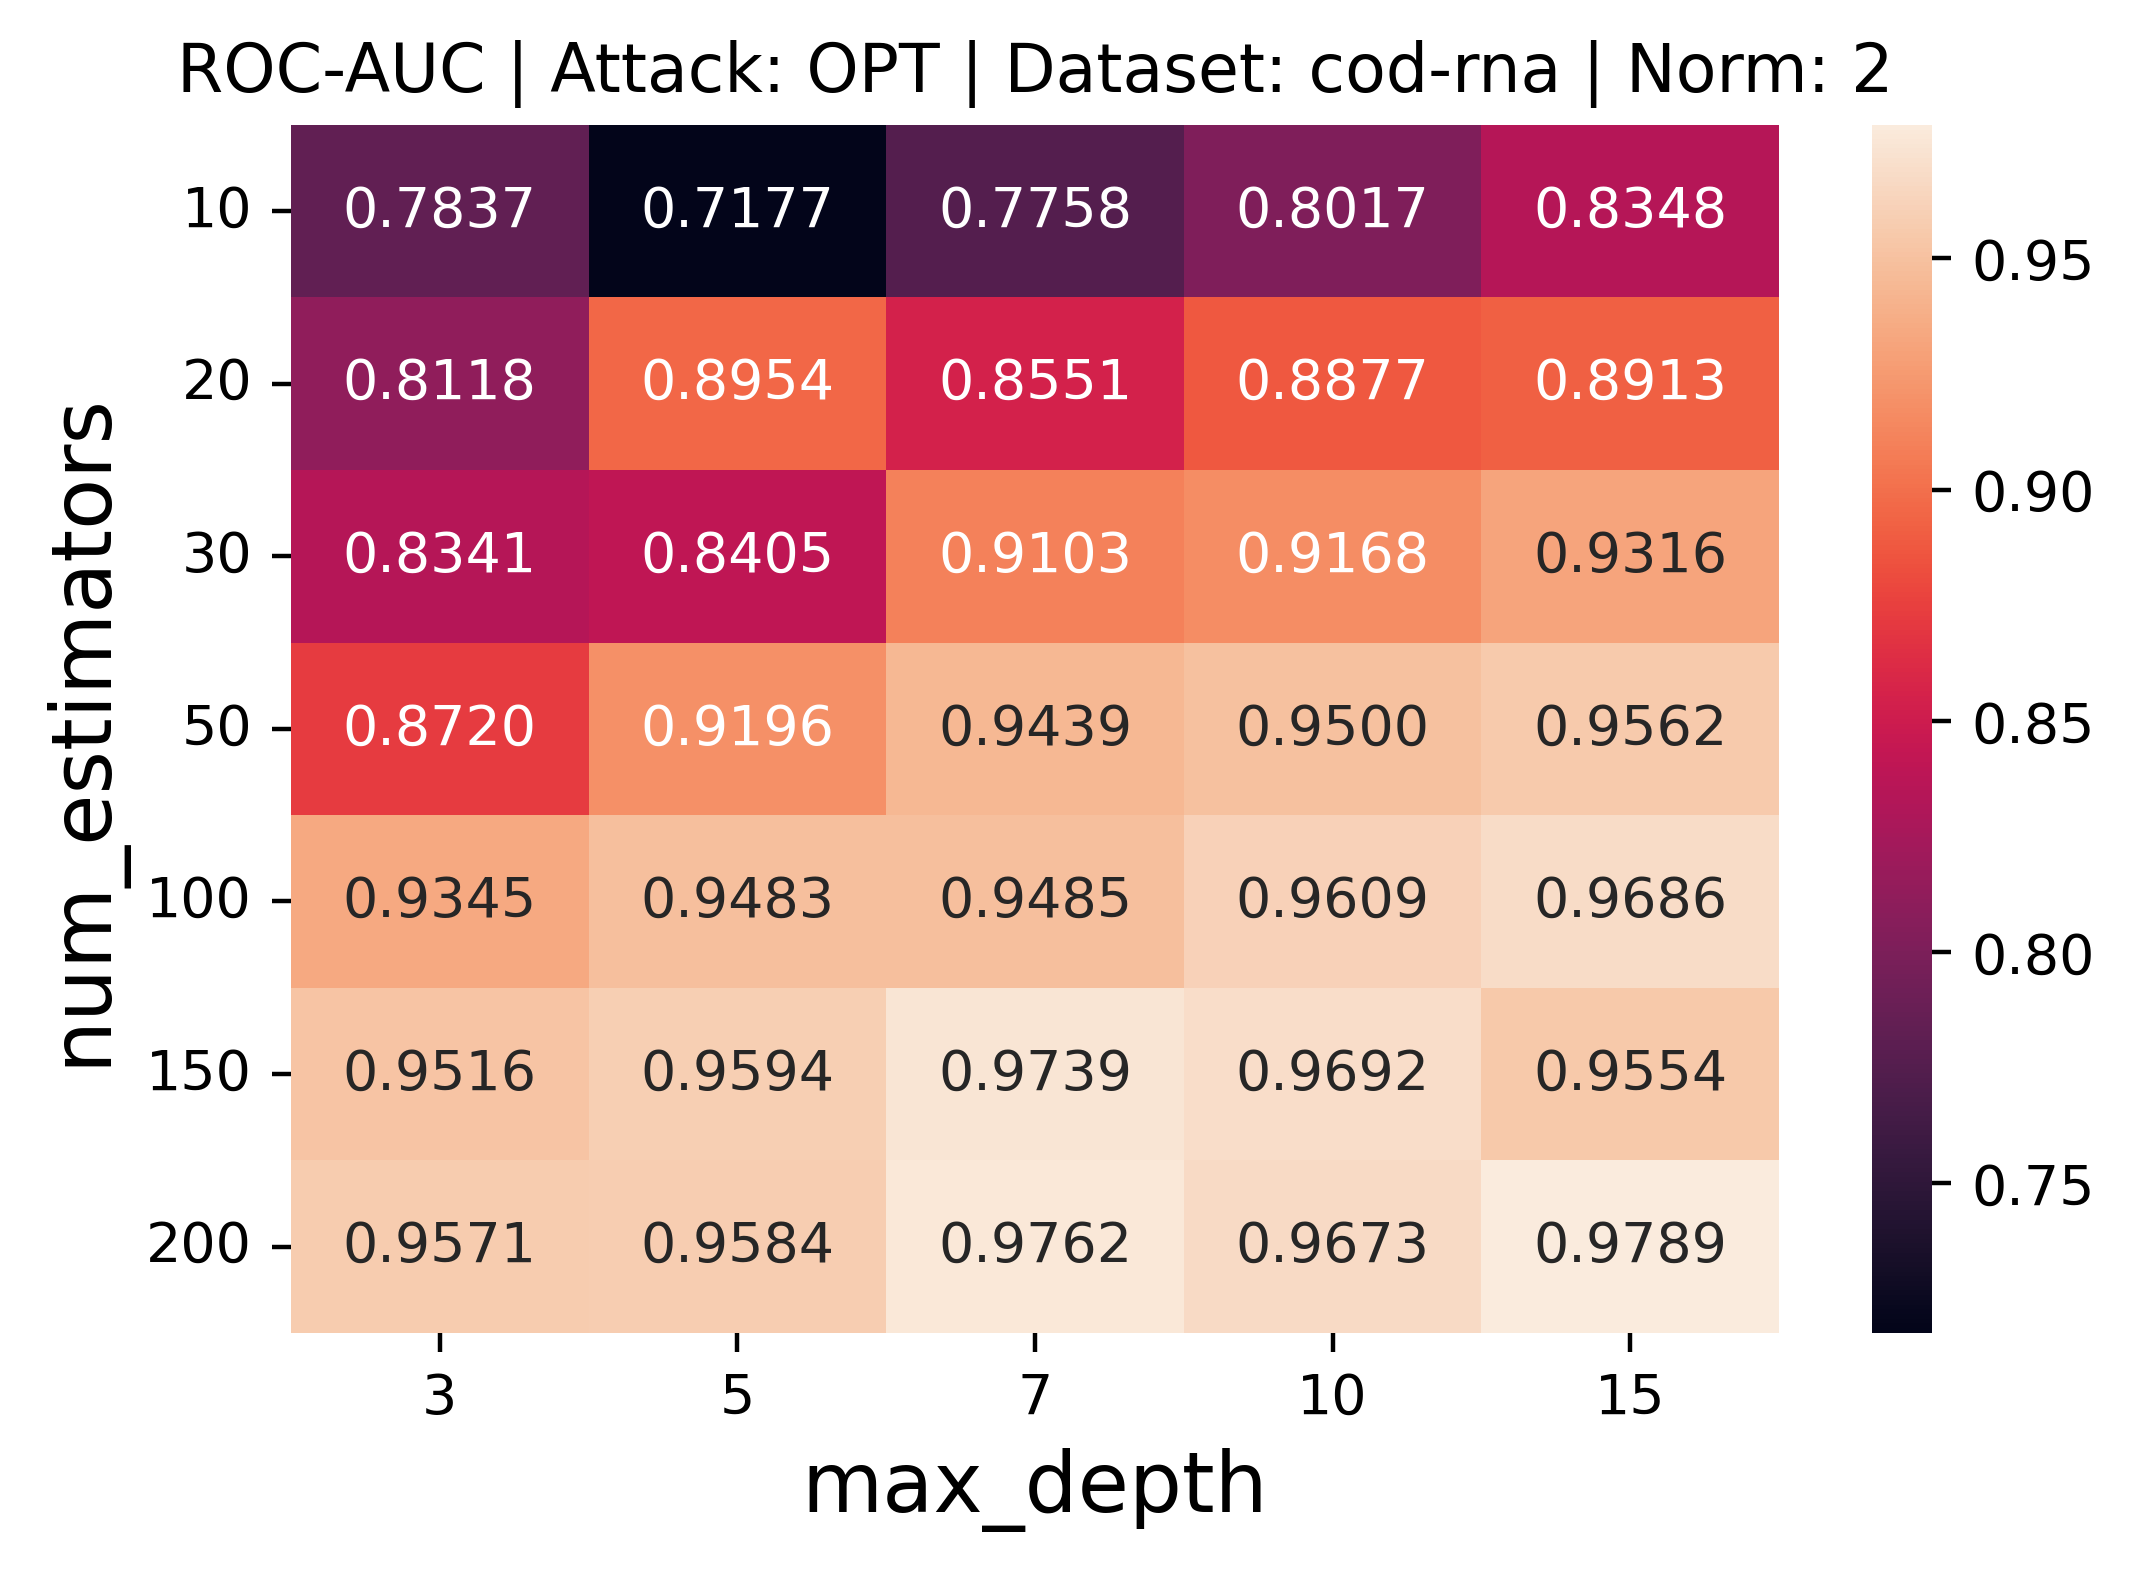 ROC-AUC | Attack: OPT | Dataset: cod-rna | Norm: 2
num_estimators
10 0.7837 0.7177 0.7758 0.8017 0.8348
20 0.8118 0.8954 0.8551 0.8877 0.8913
30 0.8341 0.8405 0.9103 0.9168 0.9316
50 0.8720 0.9196 0.9439 0.9500 0.9562
100 0.9345 0.9483 0.9485 0.9609 0.9686
150 0.9516 0.9594 0.9739 0.9692 0.9554
200 0.9571 0.9584 0.9762 0.9673 0.9789
3 5 7 10 15
max_depth
0.95
0.90
0.85
0.80
0.75